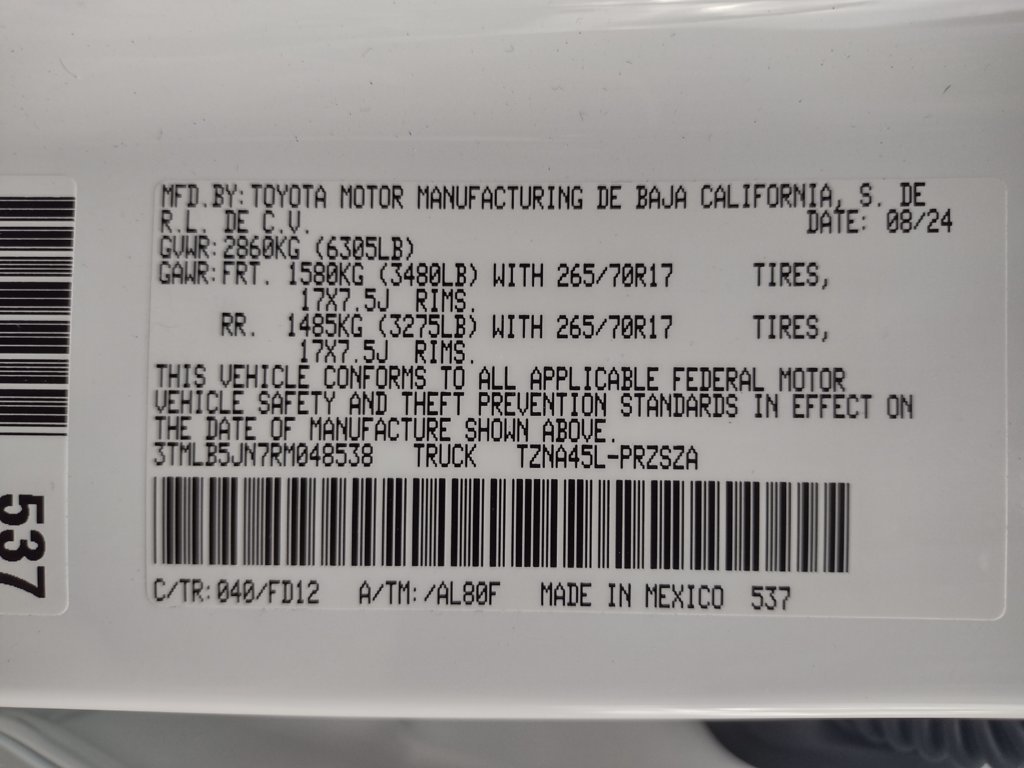 MFD.BY: TOYOTA MOTOR MANUFACTURING DE BAJA CALIFORNIA, S. DE
R.L. DE C.V. DATE: 08/24
GVWR: 2860KG (6305LB)
GAWR: FRT. 1580KG (3480LB) WITH 265/70R17 TIRES,
17X7.5J RIMS.
RR. 1485KG (3275LB) WITH 265/70R17 TIRES,
17X7.5J RIMS.
THIS VEHICLE CONFORMS TO ALL APPLICABLE FEDERAL MOTOR
VEHICLE SAFETY AND THEFT PREVENTION STANDARDS IN EFFECT ON
THE DATE OF MANUFACTURE SHOWN ABOVE.
3TMLB5JN7RM048538 TRUCK TZNA45L-PRZSZA
C/TR: 040/FD12 A/TM: /AL80F MADE IN MEXICO 537
537